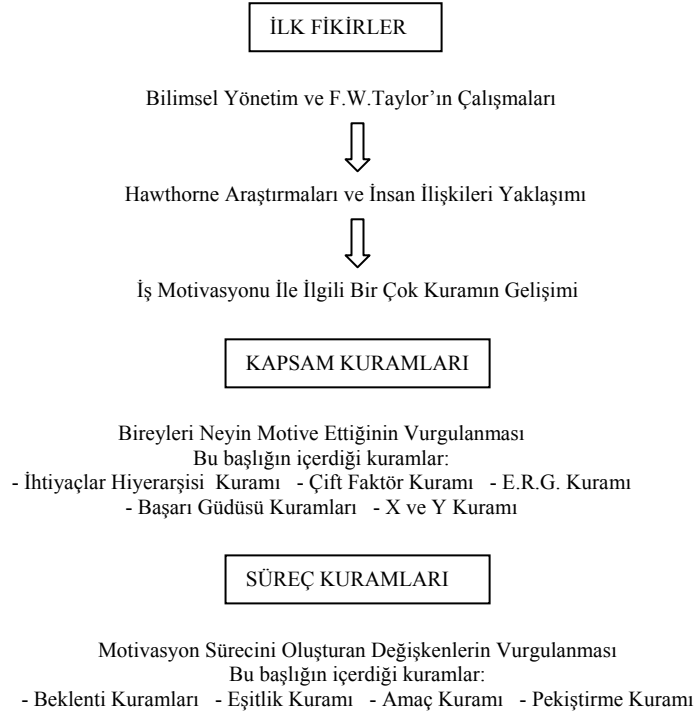 İLK FİKİRLER
Bilimsel Yönetim ve F.W.Taylor’ın Çalışmaları
Hawthorne Araştırmaları ve İnsan İlişkileri Yaklaşımı
İş Motivasyonu İle İlgili Bir Çok Kuramın Gelişimi
KAPSAM KURAMLARI
Bireyleri Neyin Motive Ettiğinin Vurgulanması
Bu başlığın içerdiği kuramlar:
- İhtiyaçlar Hiyerarşisi Kuramı - Çift Faktör Kuramı - E.R.G. Kuramı
- Başarı Güdüsü Kuramları - X ve Y Kuramı
SÜREÇ KURAMLARI
Motivasyon Sürecini Oluşturan Değişkenlerin Vurgulanması
Bu başlığın içerdiği kuramlar:
- Beklenti Kuramları - Eşitlik Kuramı - Amaç Kuramı - Pekiştirme Kuramı